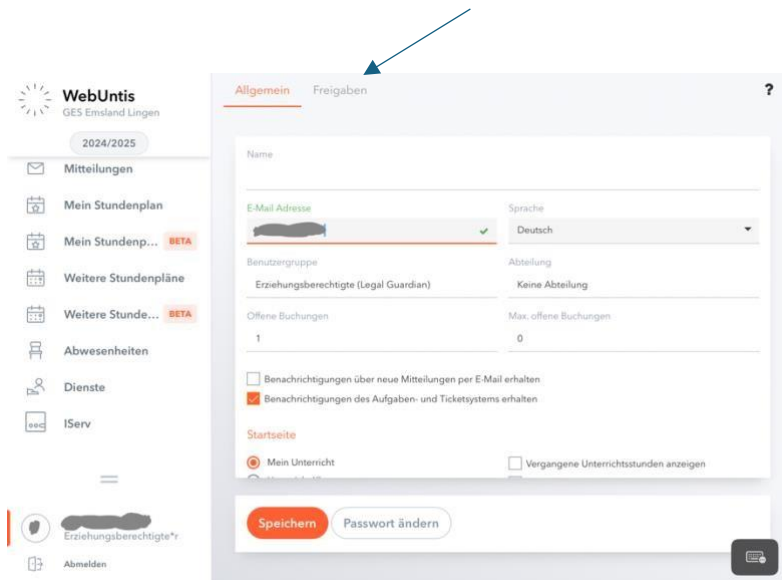 WebUntis
GES Emsland Lingen
2024/2025
Mitteilungen
Mein Stundenplan
Mein Stundenp... BETA
Weitere Stundenpläne
Weitere Stunde... BETA
Abwesenheiten
Dienste
IServ
Erziehungsberechtigte*r
Abmelden
Allgemein Freigaben
?
Name
E-Mail Adresse Sprache
Deutsch
Benutzergruppe Abteilung
Erziehungsberechtigte (Legal Guardian) Keine Abteilung
Offene Buchungen Max. offene Buchungen
1 0
Benachrichtigungen über neue Mitteilungen per E-Mail erhalten
Benachrichtigungen des Aufgaben- und Ticketsystems erhalten
Startseite
Mein Unterricht Vergangene Unterrichtsstunden anzeigen
Speichern Passwort ändern